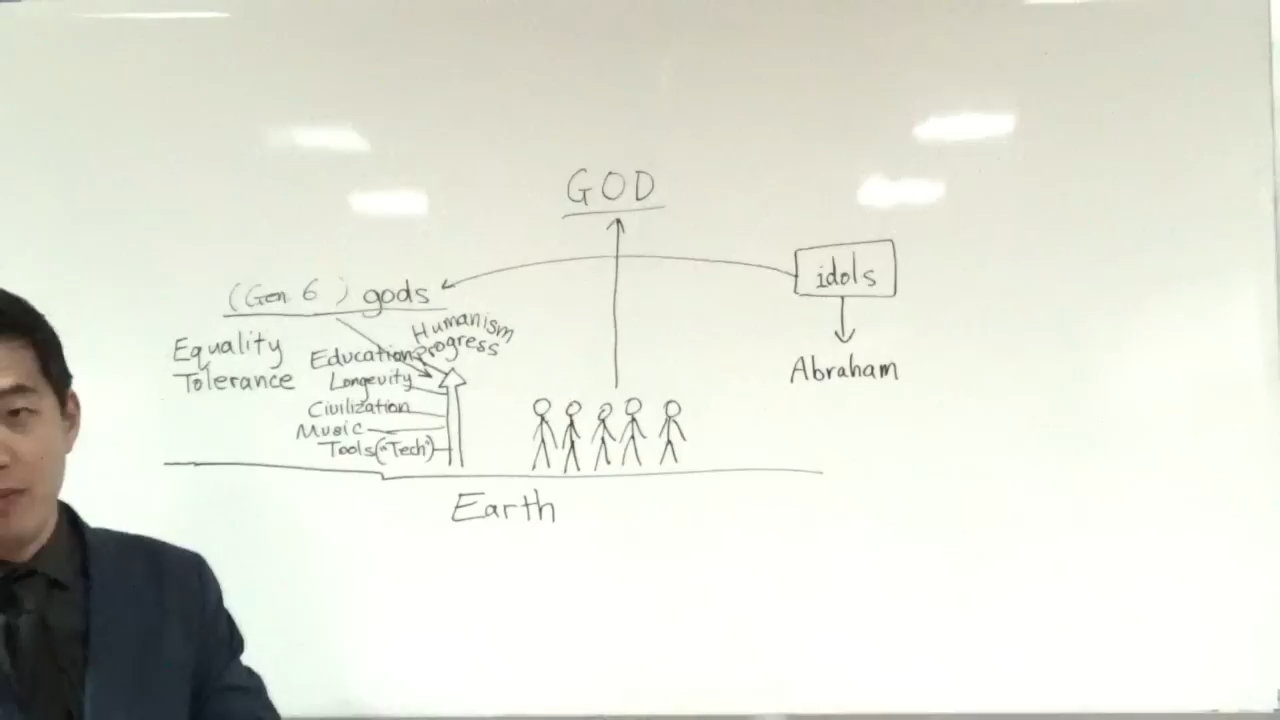 GOD
idols
(Gen 6) gods
Humanism
Progress
Equality
Tolerance
Education
Longevity
Civilization
Music
Tools("Tech")
Abraham
Earth